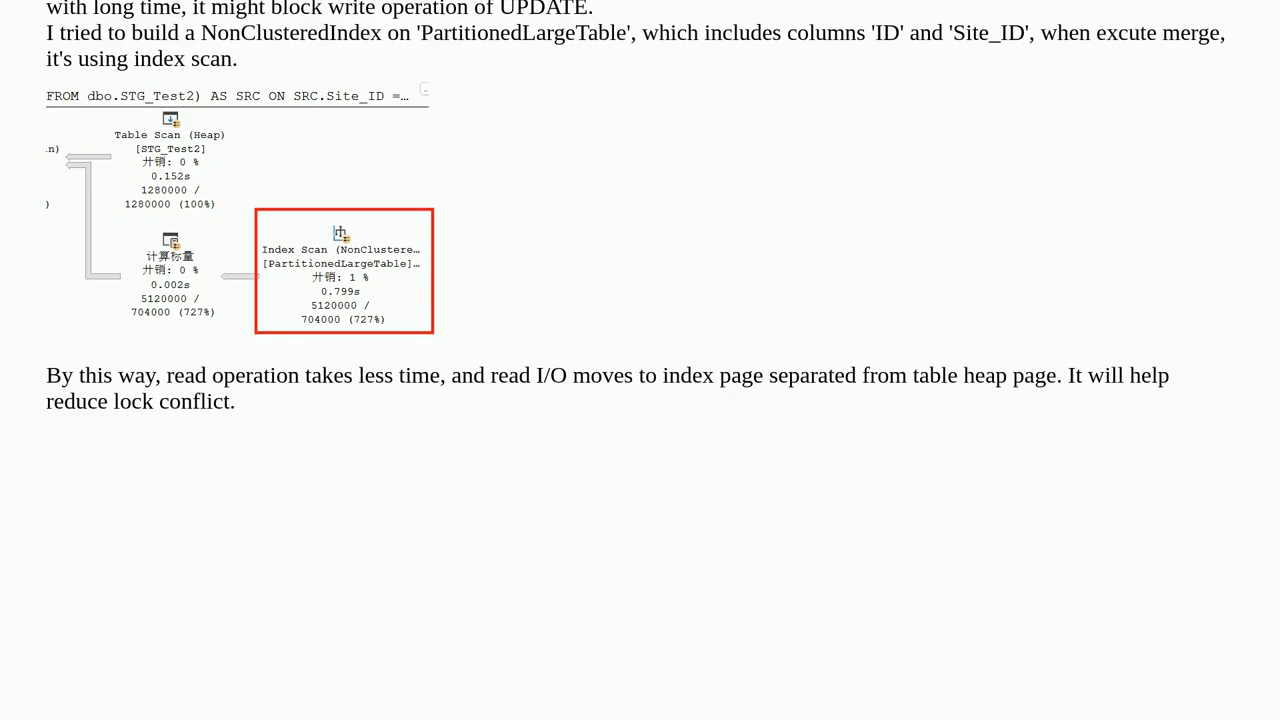 with long time, it might block write operation of UPDATE.
I tried to build a NonClusteredIndex on 'PartitionedLargeTable', which includes columns 'ID' and 'Site_ID', when excute merge,
it's using index scan.
FROM dbo.STG_Test2) AS SRC ON SRC.Site_ID =…
Table Scan (Heap)
[STG_Test2]
开销: 0 %
0.152s
1280000 /
1280000 (100%)
.n)
)
计算标量
开销: 0 %
0.002s
5120000 /
704000 (727%)
Index Scan (NonClustere…
[PartitionedLargeTable]…
开销: 1 %
0.799s
5120000 /
704000 (727%)
By this way, read operation takes less time, and read I/O moves to index page separated from table heap page. It will help
reduce lock conflict.